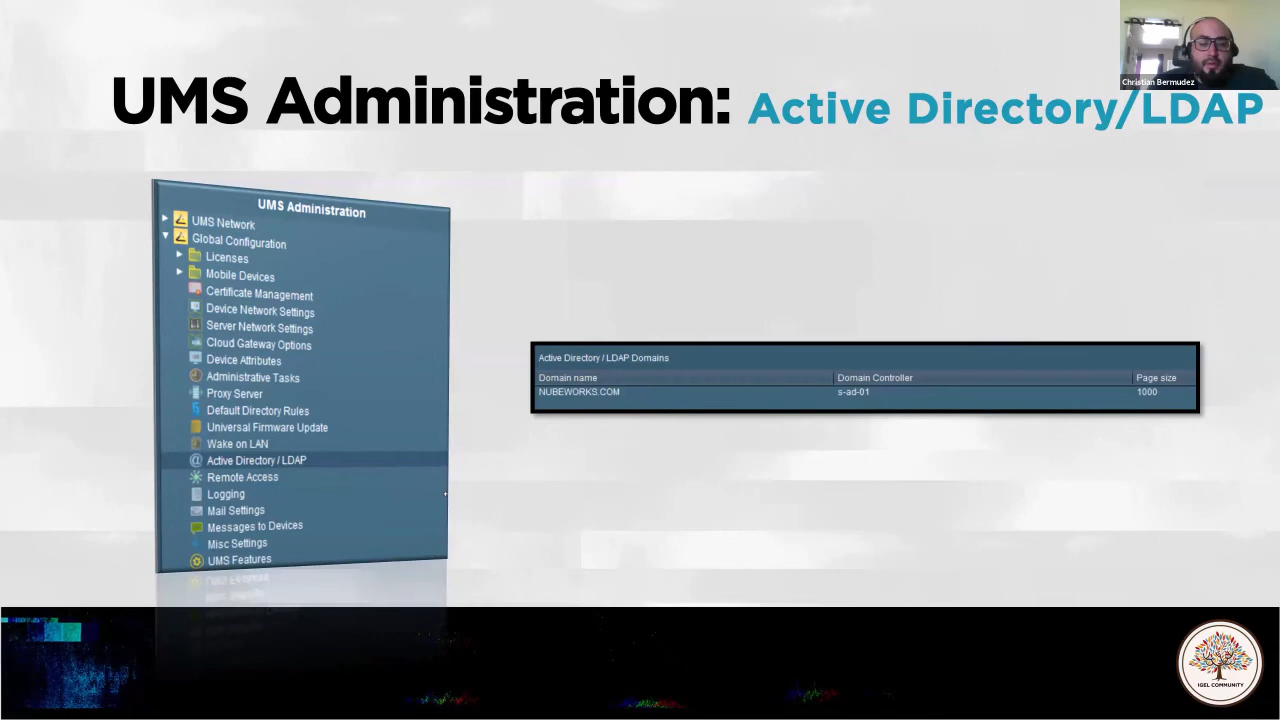 Christian Bermudez
UMS Administration: Active Directory/LDAP
UMS Administration
UMS Network
Global Configuration
Licenses
Mobile Devices
Certificate Management
Device Network Settings
Server Network Settings
Cloud Gateway Options
Device Attributes
Administrative Tasks
Proxy Server
Default Directory Rules
Universal Firmware Update
Wake on LAN
Active Directory / LDAP
Remote Access
Logging
Mail Settings
Messages to Devices
Misc Settings
UMS Features
Active Directory / LDAP Domains
Domain name Domain Controller Page size
NUBEWORKS.COM s-ad-01 1000
IGEL COMMUNITY